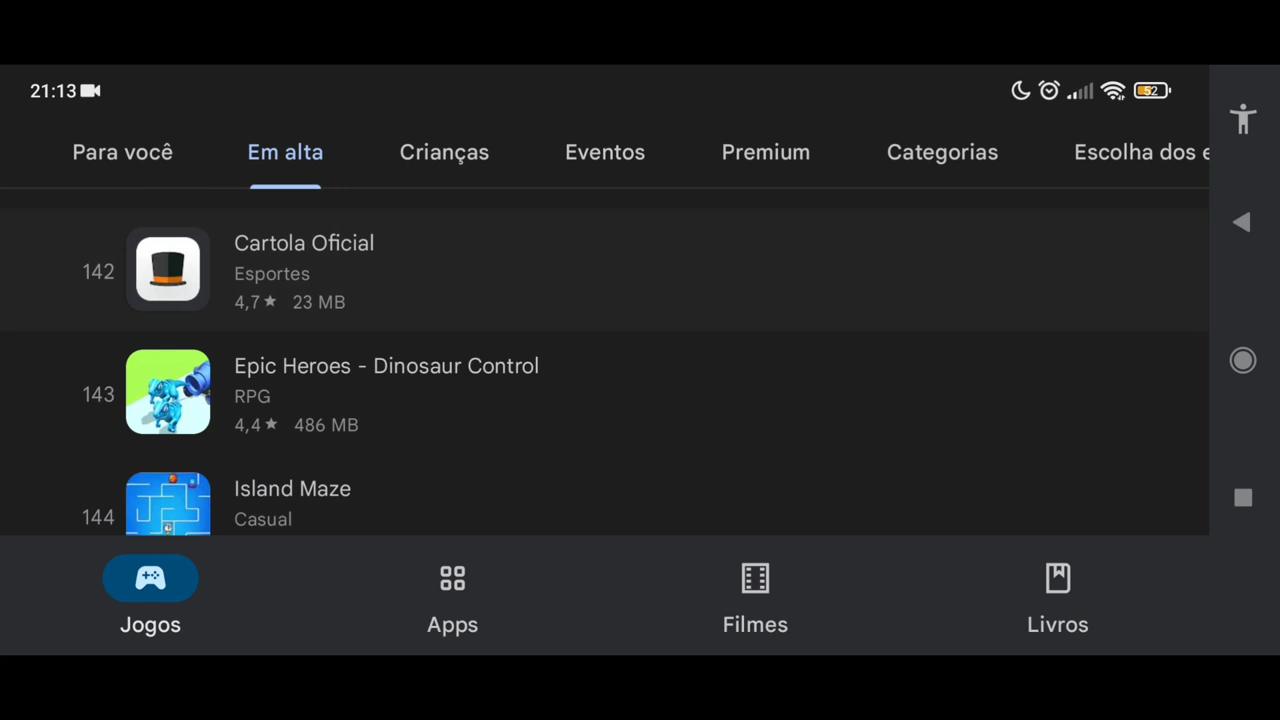 21:13
52
Para você
Em alta
Crianças
Eventos
Premium
Categorias
Escolha dos e
142
Cartola Oficial
Esportes
4,7★ 23 MB
143
Epic Heroes - Dinosaur Control
RPG
4,4★ 486 MB
144
Island Maze
Casual
Jogos
Apps
Filmes
Livros